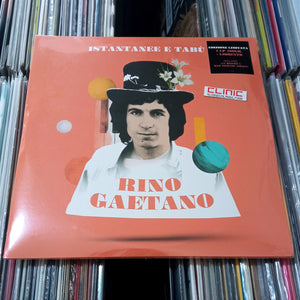 ISTANTANEE E TABÙ
EDIZIONE LIMITATA
CLINIC
RINO
GAETANO